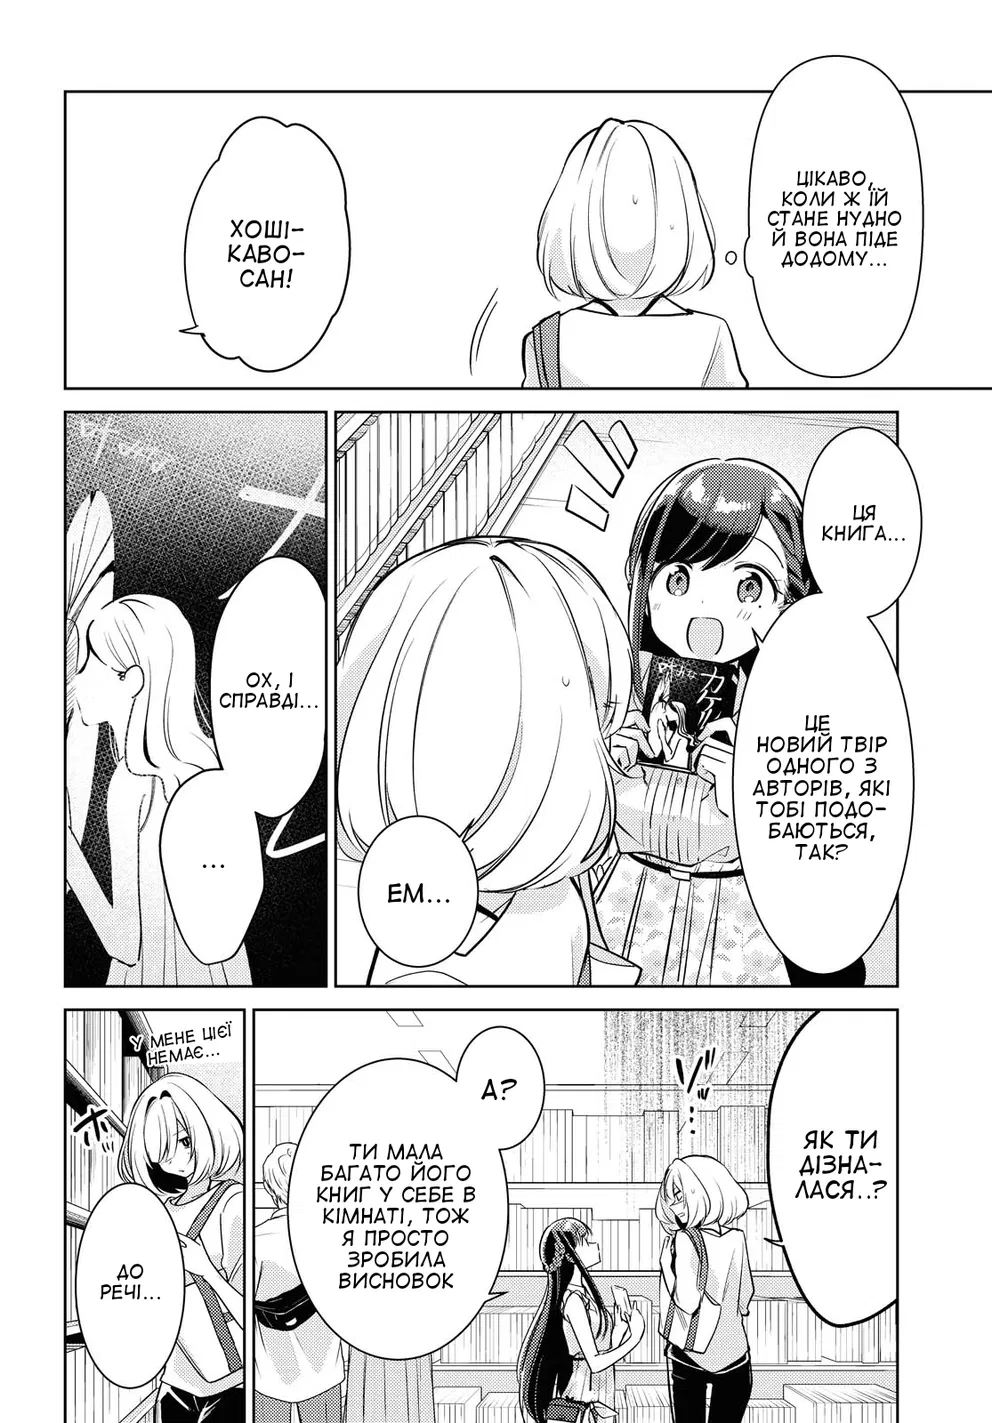 ЦІКАВО,
КОЛИ Ж ЇЙ
СТАНЕ НУДНО
Й ВОНА ПІДЕ
ДОДОМУ...
ХОШІ-
КАВО-
САН!
ЦЯ
КНИГА...
ЦЕ
НОВИЙ ТВІР
ОДНОГО З
АВТОРІВ, ЯКІ
ТОБІ ПОДО-
БАЮТЬСЯ,
ТАК?
ЕМ...
ОХ, І
СПРАВДІ...
...
ЯК ТИ
ДІЗНА-
ЛАСЯ..?
А?
ТИ МАЛА
БАГАТО ЙОГО
КНИГ У СЕБЕ В
КІМНАТІ, ТОЖ
Я ПРОСТО
ЗРОБИЛА
ВИСНОВОК
У МЕНЕ ЦІЄЇ
НЕМАЄ...
ДО
РЕЧІ...